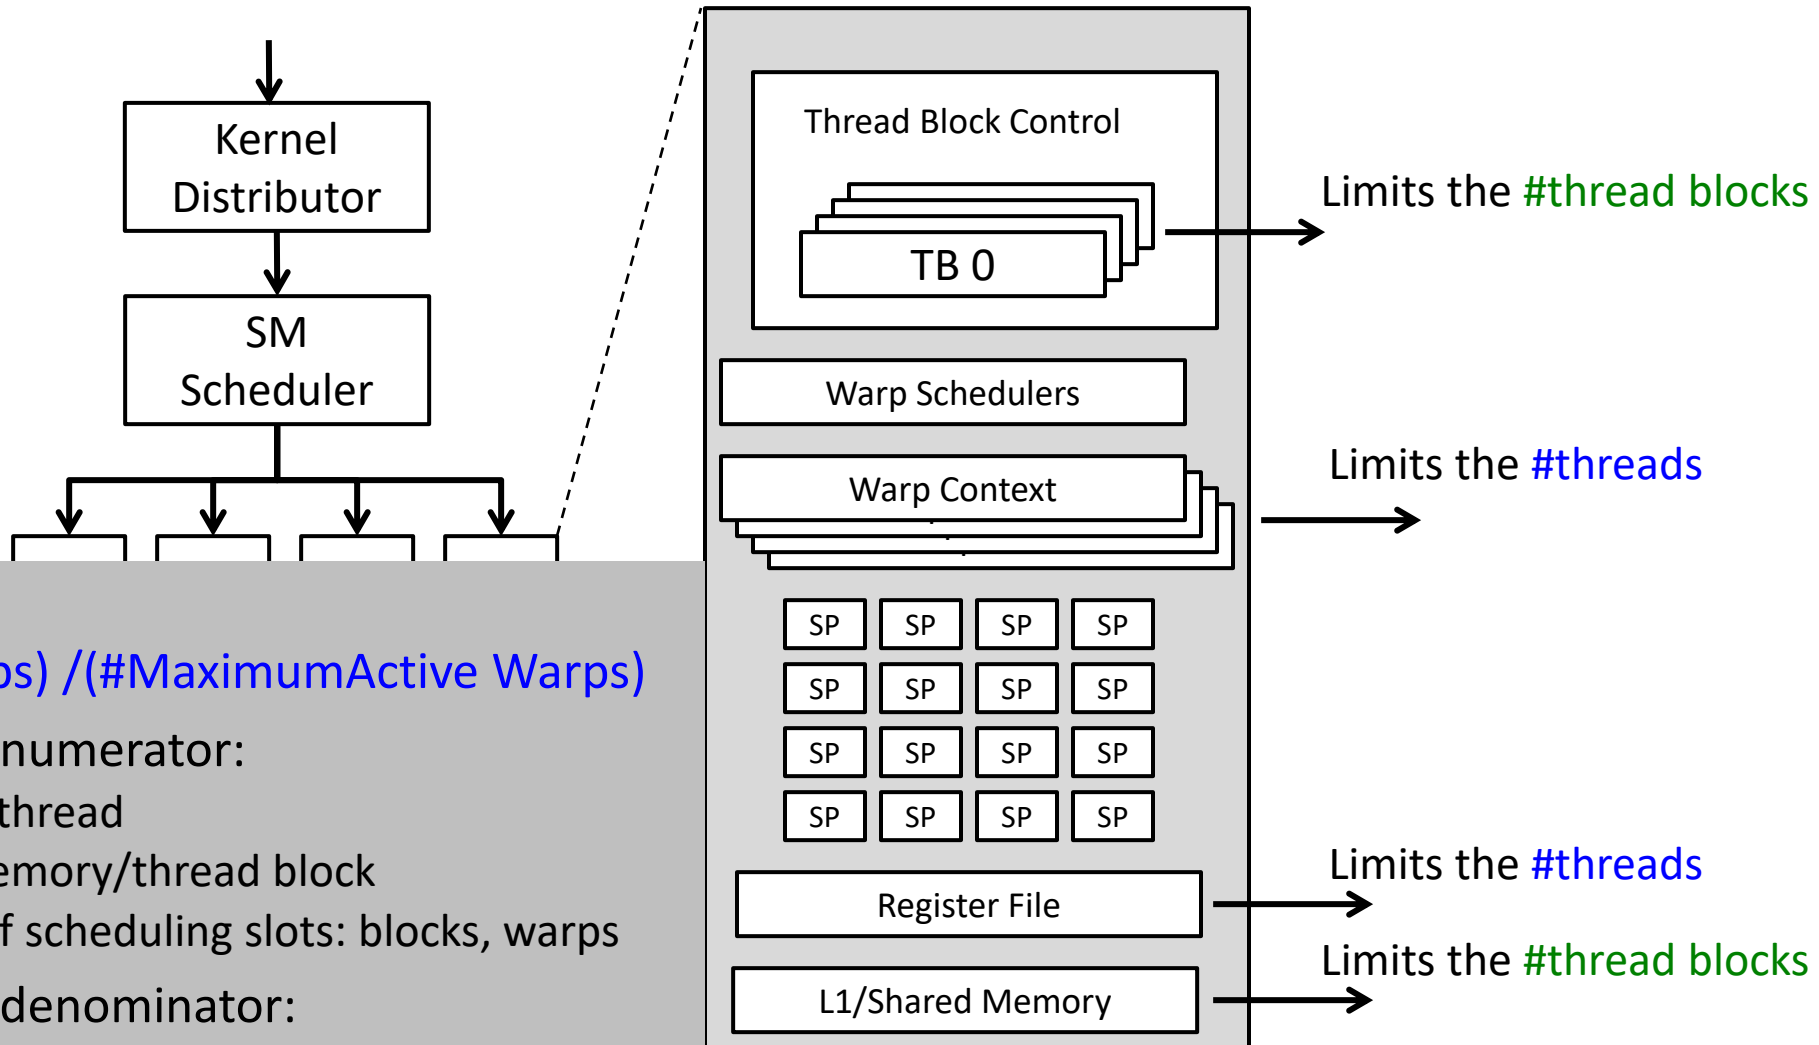 Kernel
Distributor
SM
Scheduler
Thread Block Control
TB 0
Limits the #thread blocks
Warp Schedulers
Warp Context
Limits the #threads
SP SP SP SP
SP SP SP SP
SP SP SP SP
SP SP SP SP
Register File
Limits the #threads
L1/Shared Memory
Limits the #thread blocks
/(#MaximumActive Warps)
numerator:
thread
/thread block
scheduling slots: blocks, warps
denominator: